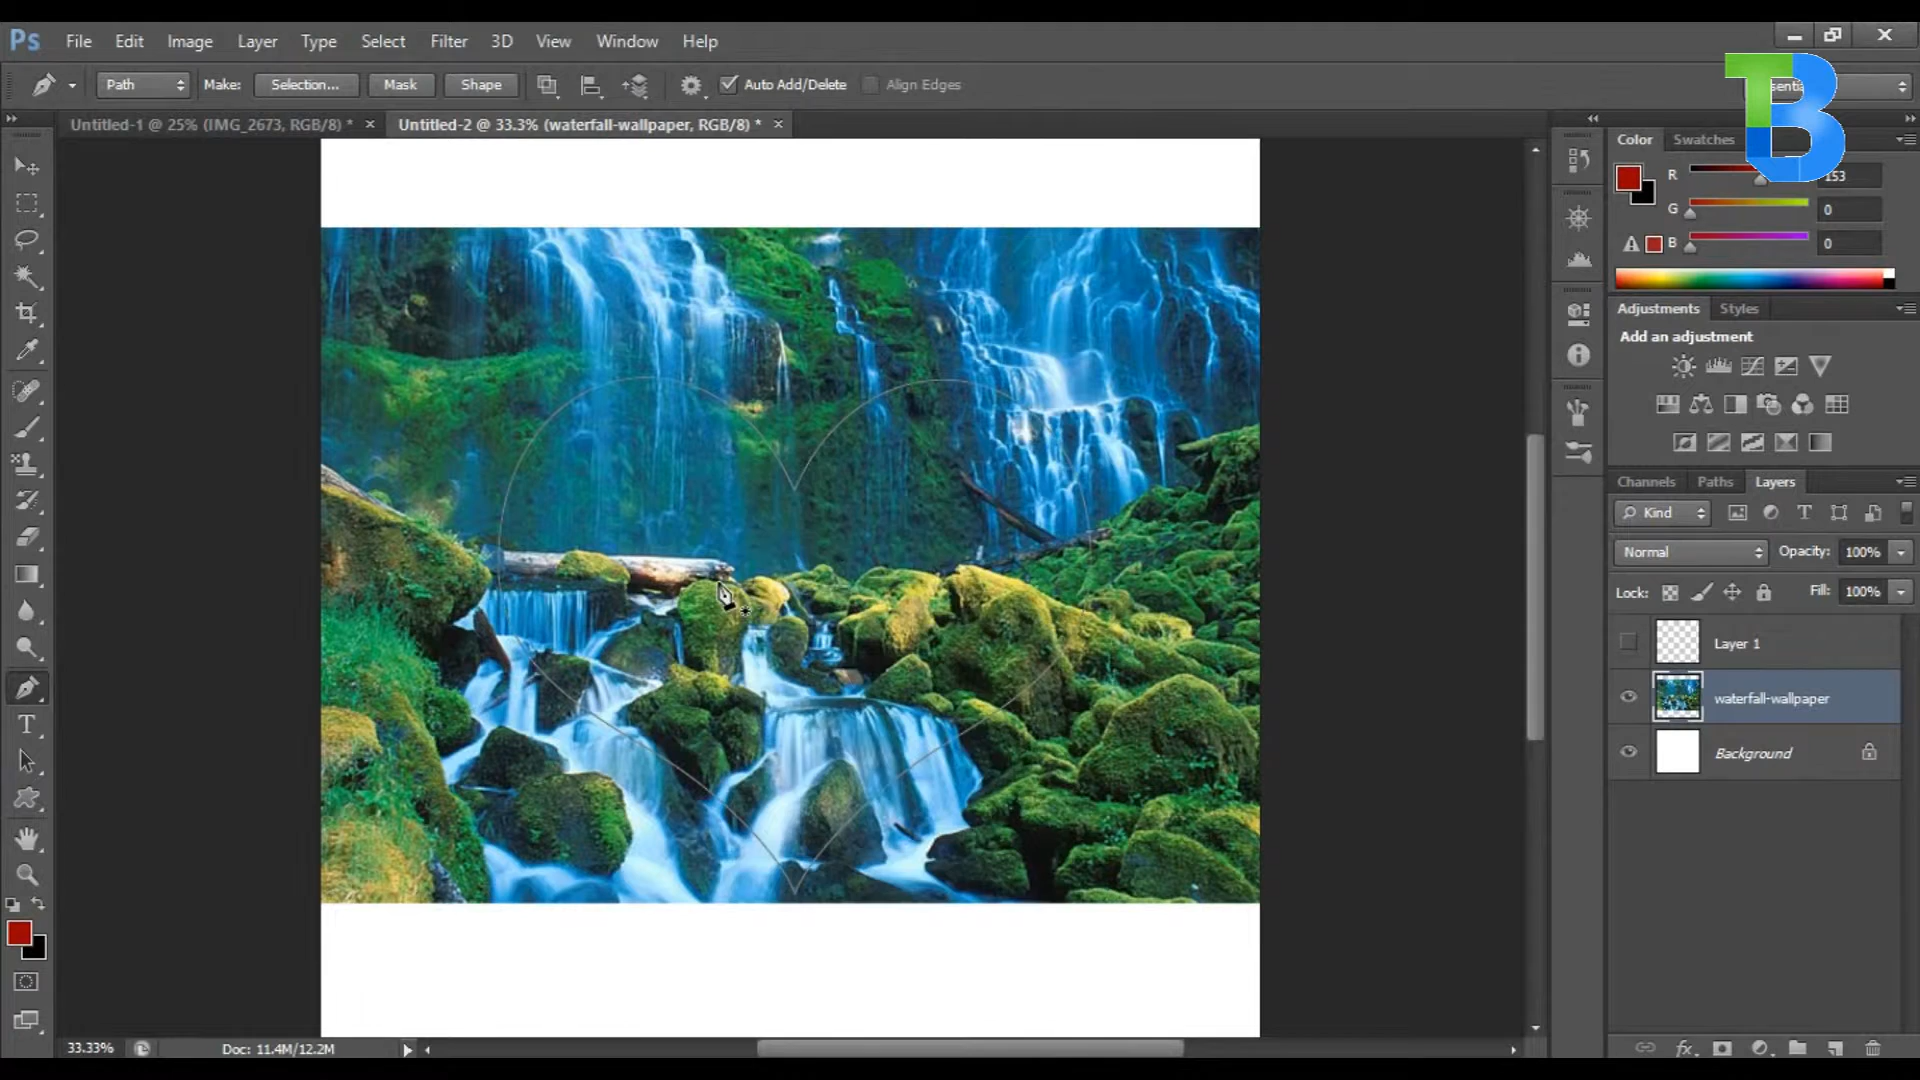 Ps File Edit Image Layer Type Select Filter 3D View Window Help
Path Make: Selection... Mask Shape Auto Add/Delete Align Edges
TB
Untitled-1 @ 25% (IMG_2673, RGB/8) * × Untitled-2 @ 33.3% (waterfall-wallpaper, RGB/8) * ×
Color Swatches
R 153
G 0
B 0
Adjustments Styles
Add an adjustment
Channels Paths Layers
Kind
Normal Opacity: 100%
Lock: Fill: 100%
Layer 1
waterfall-wallpaper
Background
33.33% Doc: 11.4M/12.2M